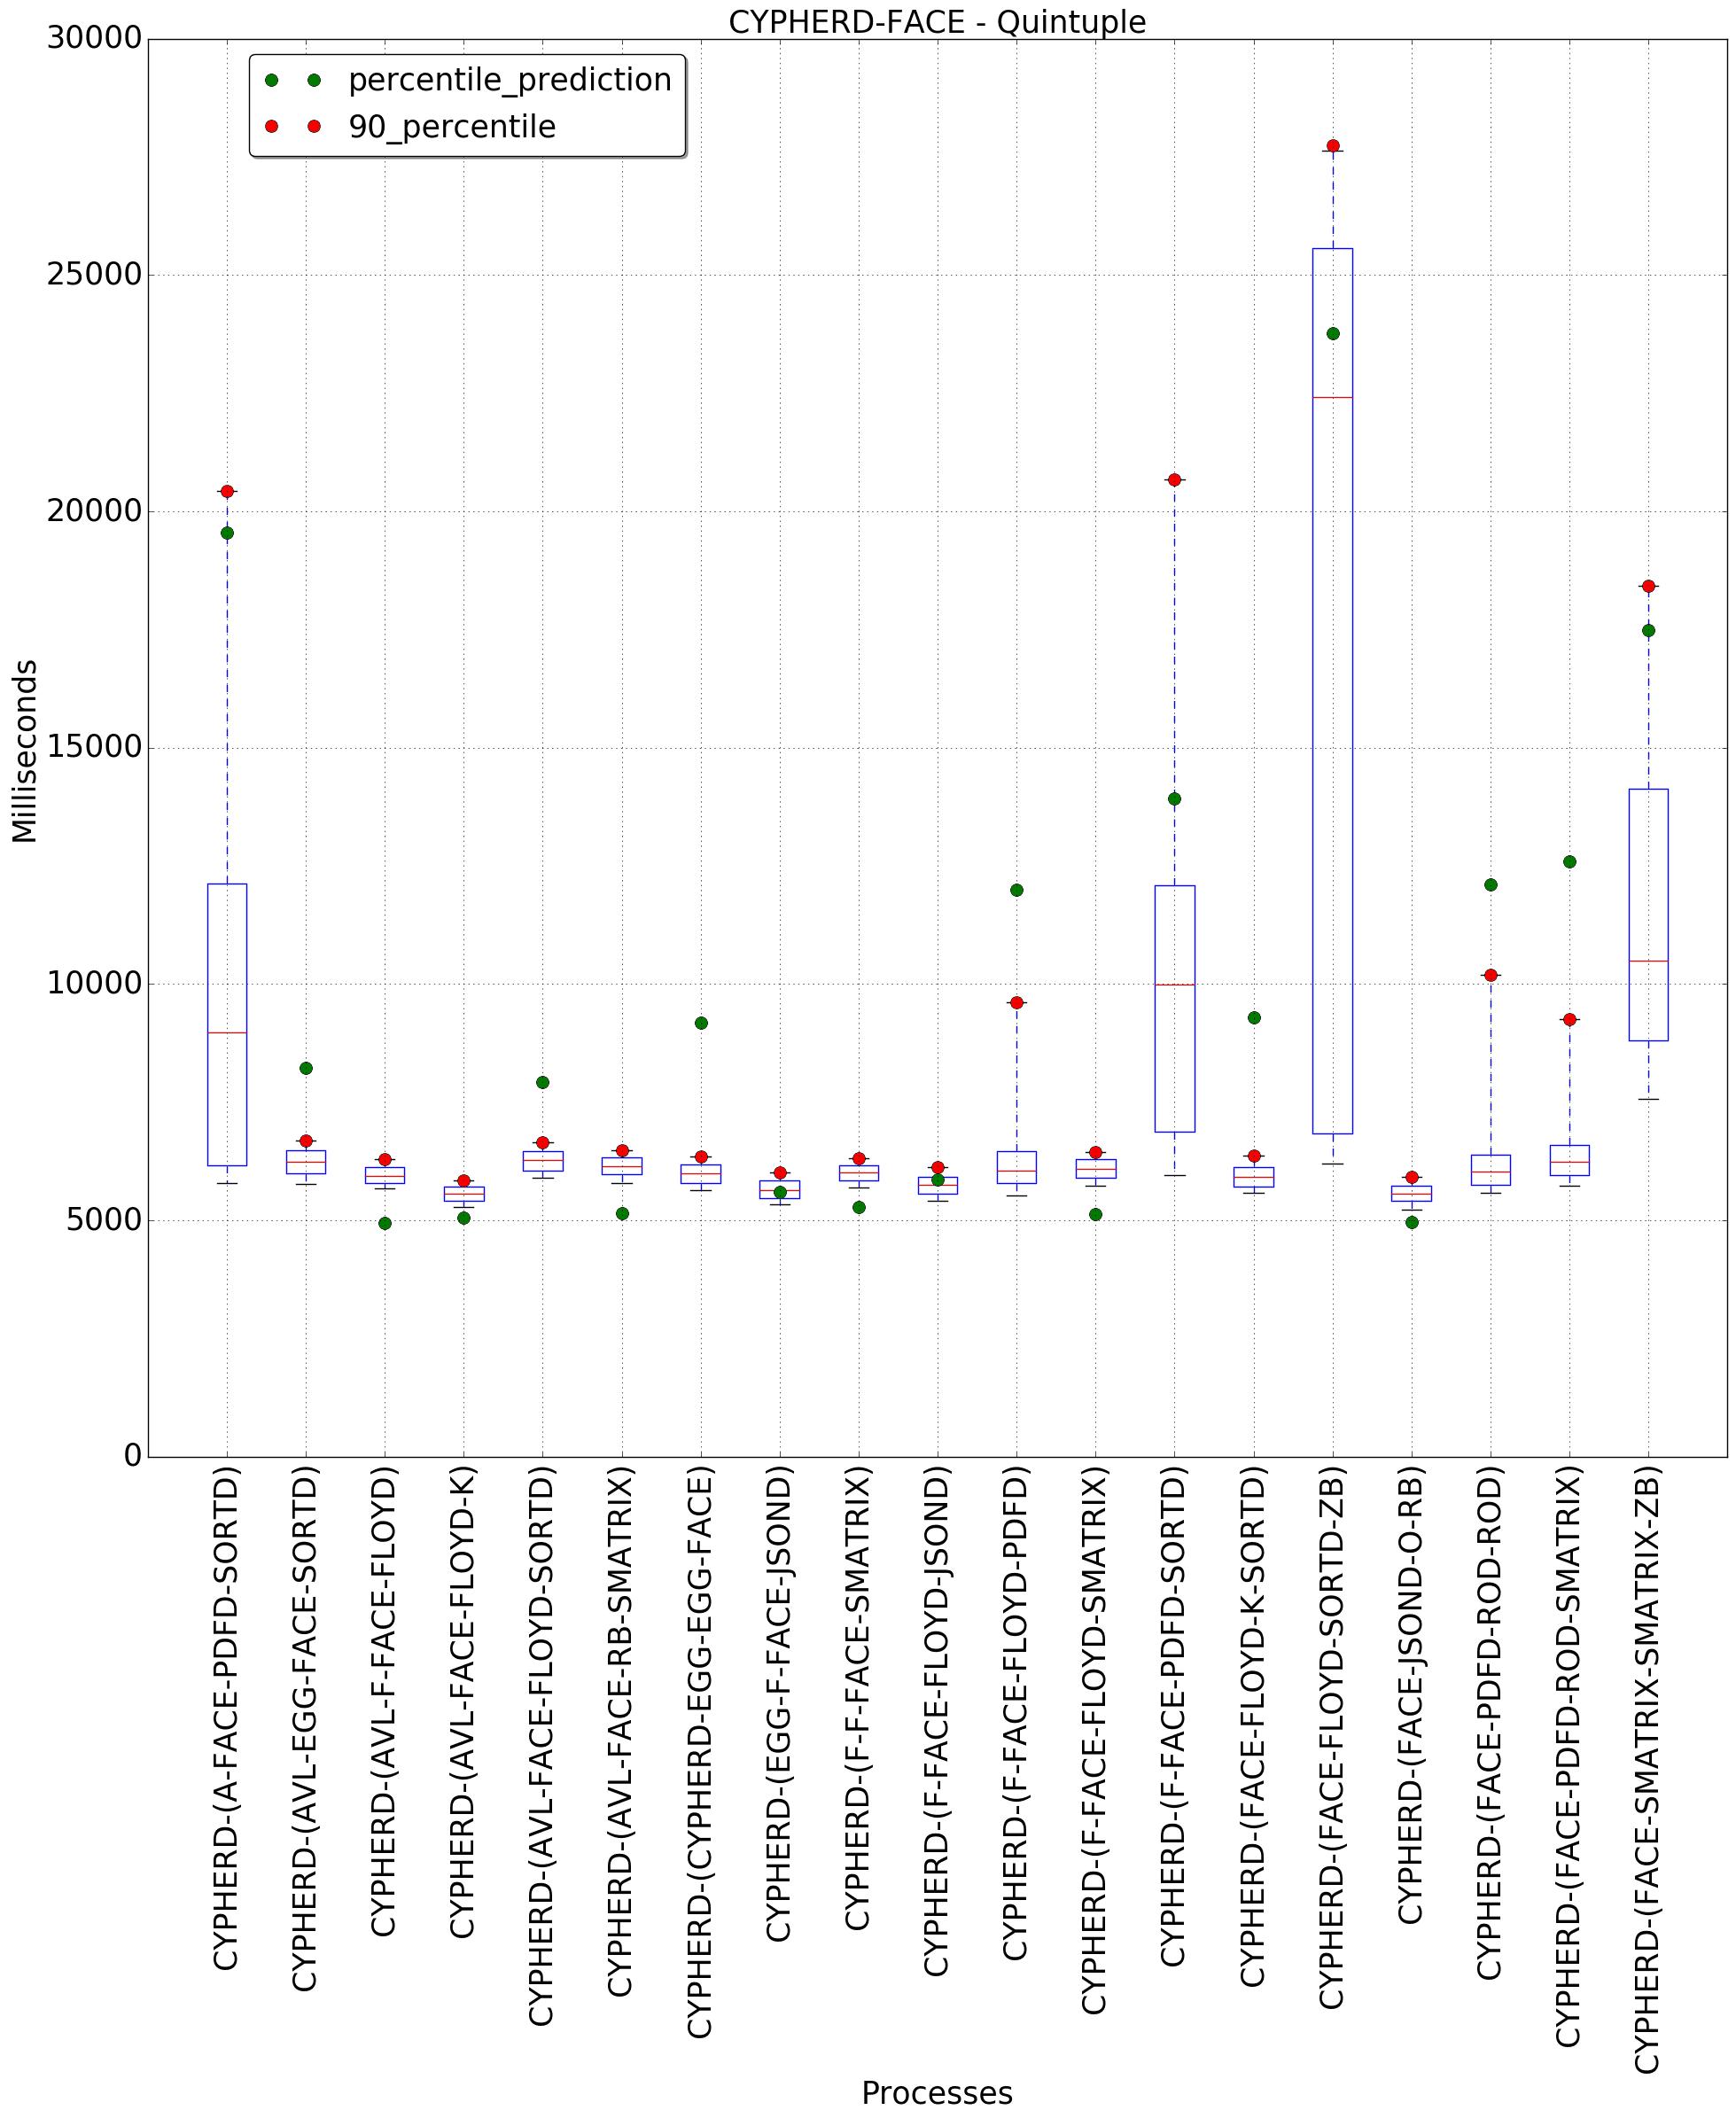 CYPHERD-FACE - Quintuple
percentile_prediction
90_percentile
30000
25000
20000
15000
10000
5000
0
Milliseconds
CYPHERD-(A-FACE-PDFD-SORTD)
CYPHERD-(AVL-EGG-FACE-SORTD)
CYPHERD-(AVL-F-FACE-FLOYD)
CYPHERD-(AVL-FACE-FLOYD-K)
CYPHERD-(AVL-FACE-FLOYD-SORTD)
CYPHERD-(AVL-FACE-RB-SMATRIX)
CYPHERD-(CYPHERD-EGG-EGG-FACE)
CYPHERD-(EGG-F-FACE-JSOND)
CYPHERD-(F-F-FACE-SMATRIX)
CYPHERD-(F-FACE-FLOYD-JSOND)
CYPHERD-(F-FACE-FLOYD-PDFD)
CYPHERD-(F-FACE-FLOYD-SMATRIX)
CYPHERD-(F-FACE-PDFD-SORTD)
CYPHERD-(FACE-FLOYD-K-SORTD)
CYPHERD-(FACE-FLOYD-SORTD-ZB)
CYPHERD-(FACE-JSOND-O-RB)
CYPHERD-(FACE-PDFD-ROD-ROD)
CYPHERD-(FACE-PDFD-ROD-SMATRIX)
CYPHERD-(FACE-SMATRIX-SMATRIX-ZB)
Processes